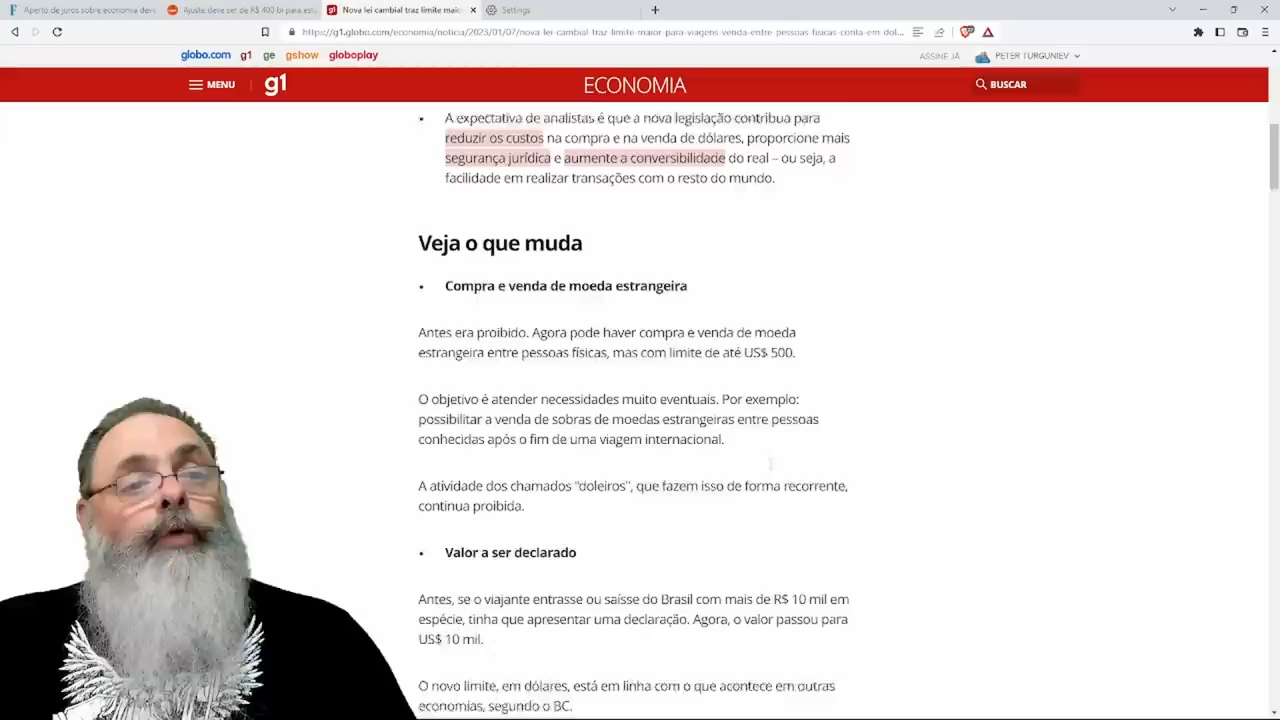 Aperto de juros sobre economia deve
Ajuste deve ser de R$ 400 bi para esta
Nova lei cambial traz limite maior
Settings
https://g1.globo.com/economia/noticia/2023/01/07/nova-lei-cambial-traz-limite-maior-para-viagens-venda-entre-pessoas-fisicas-conta-em-dol...
globo.com g1 ge gshow globoplay
ASSINE JÁ
PETER TURGUNIEV
MENU
g1
ECONOMIA
BUSCAR
• A expectativa de analistas é que a nova legislação contribua para
reduzir os custos na compra e na venda de dólares, proporcione mais
segurança jurídica e aumente a conversibilidade do real – ou seja, a
facilidade em realizar transações com o resto do mundo.
Veja o que muda
• Compra e venda de moeda estrangeira
Antes era proibido. Agora pode haver compra e venda de moeda
estrangeira entre pessoas físicas, mas com limite de até US$ 500.
O objetivo é atender necessidades muito eventuais. Por exemplo:
possibilitar a venda de sobras de moedas estrangeiras entre pessoas
conhecidas após o fim de uma viagem internacional.
A atividade dos chamados "doleiros", que fazem isso de forma recorrente,
continua proibida.
• Valor a ser declarado
Antes, se o viajante entrasse ou saísse do Brasil com mais de R$ 10 mil em
espécie, tinha que apresentar uma declaração. Agora, o valor passou para
US$ 10 mil.
O novo limite, em dólares, está em linha com o que acontece em outras
economias, segundo o BC.